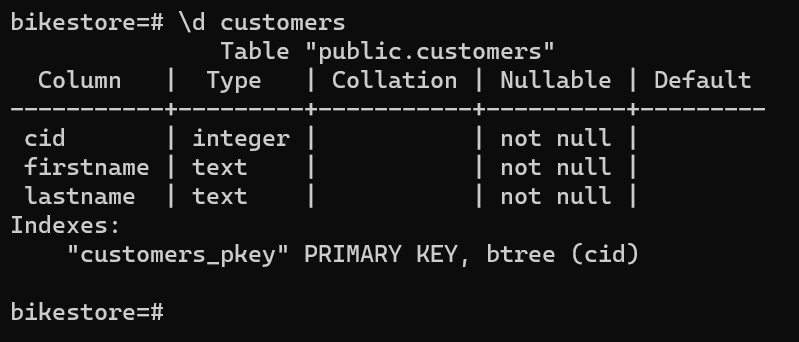 bikestore=# \d customers
               Table "public.customers"
  Column   |  Type   | Collation | Nullable | Default
-----------+---------+-----------+----------+---------
 cid       | integer |           | not null |
 firstname | text    |           | not null |
 lastname  | text    |           | not null |
Indexes:
    "customers_pkey" PRIMARY KEY, btree (cid)
bikestore=#